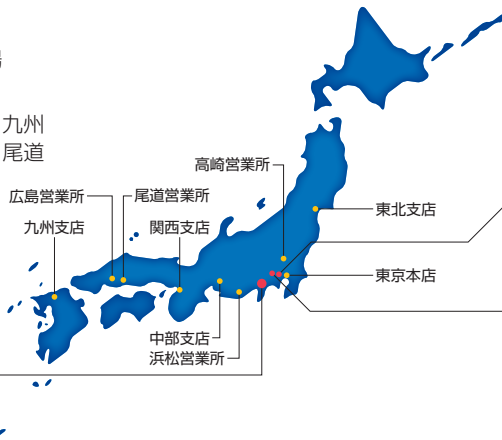 九州
尾道
高崎営業所
広島営業所
尾道営業所
九州支店
関西支店
東北支店
東京本店
中部支店
浜松営業所